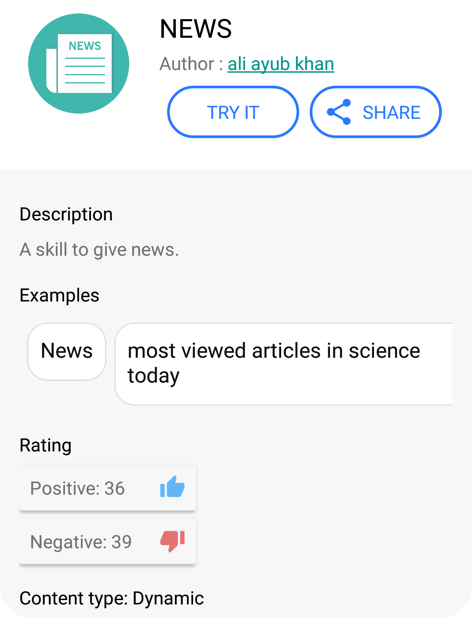 NEWS
NEWS
Author : ali ayub khan
TRY IT
SHARE
Description
A skill to give news.
Examples
News
most viewed articles in science
today
Rating
Positive: 36
Negative: 39
Content type: Dynamic